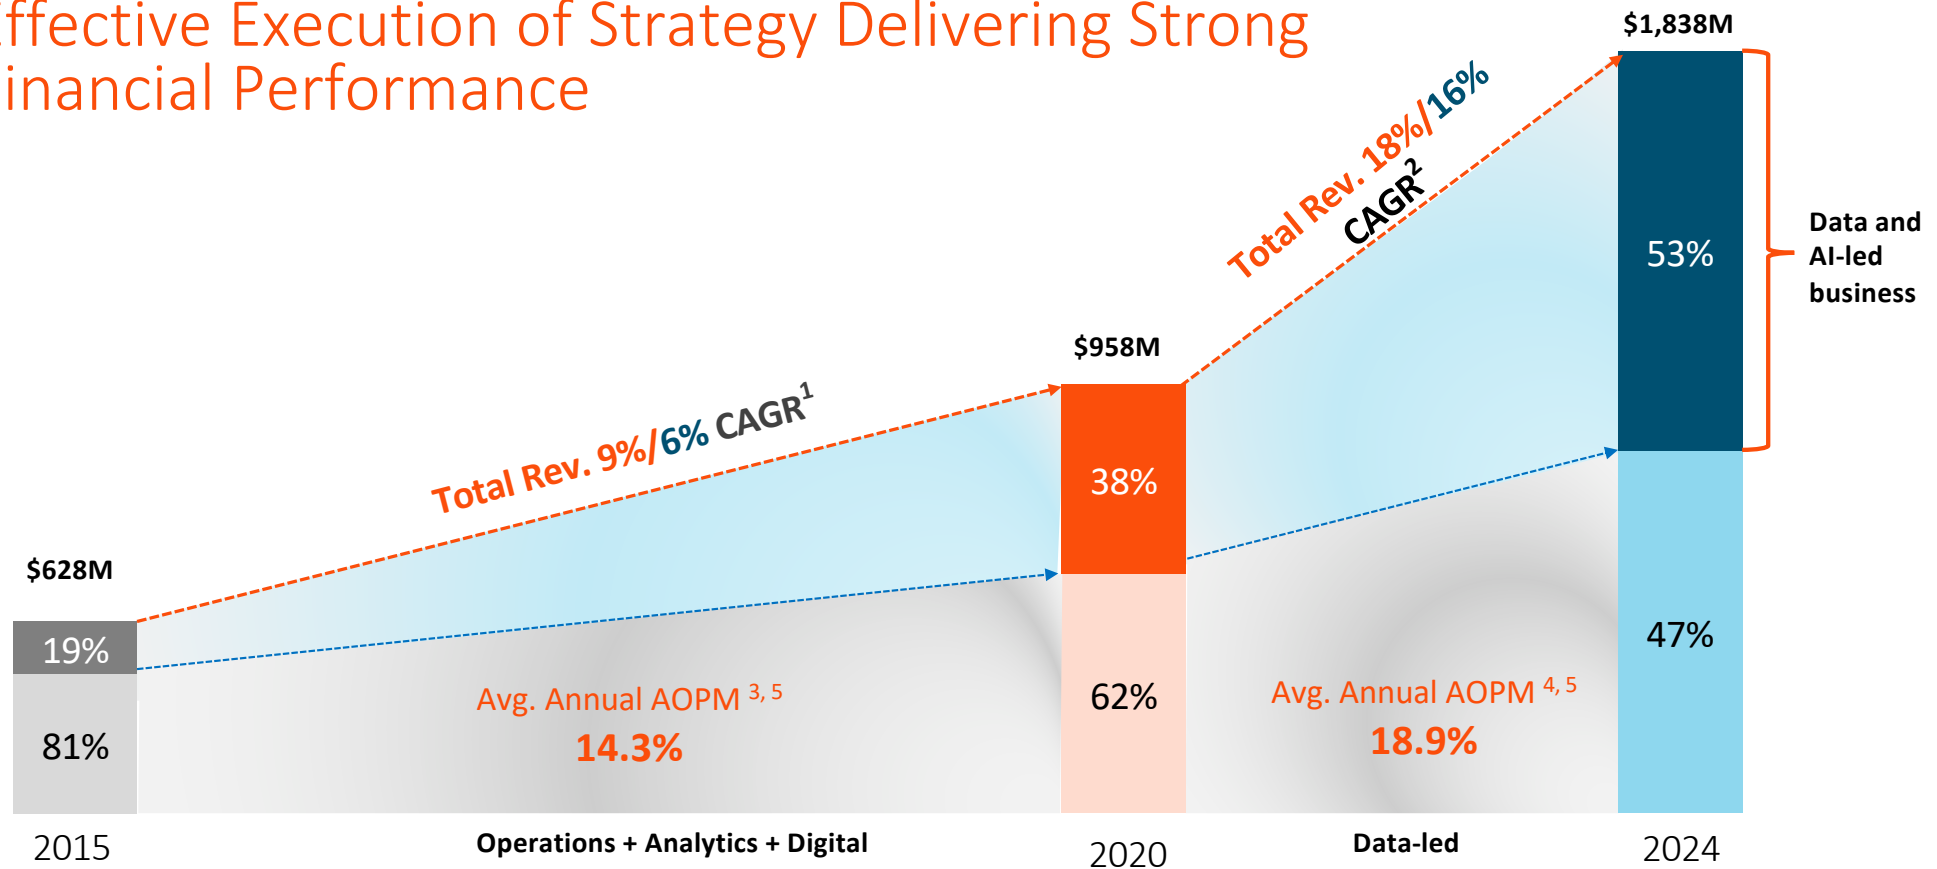 Effective Execution of Strategy Delivering Strong
Financial Performance
$1,838M
Total Rev. 18%/16%
CAGR2
53%
Data and
AI-led
business
$958M
Total Rev. 9%/6% CAGR1
38%
$628M
19%
47%
Avg. Annual AOPM 3, 5
14.3%
62%
Avg. Annual AOPM 4, 5
18.9%
81%
2015
Operations + Analytics + Digital
2020
Data-led
2024